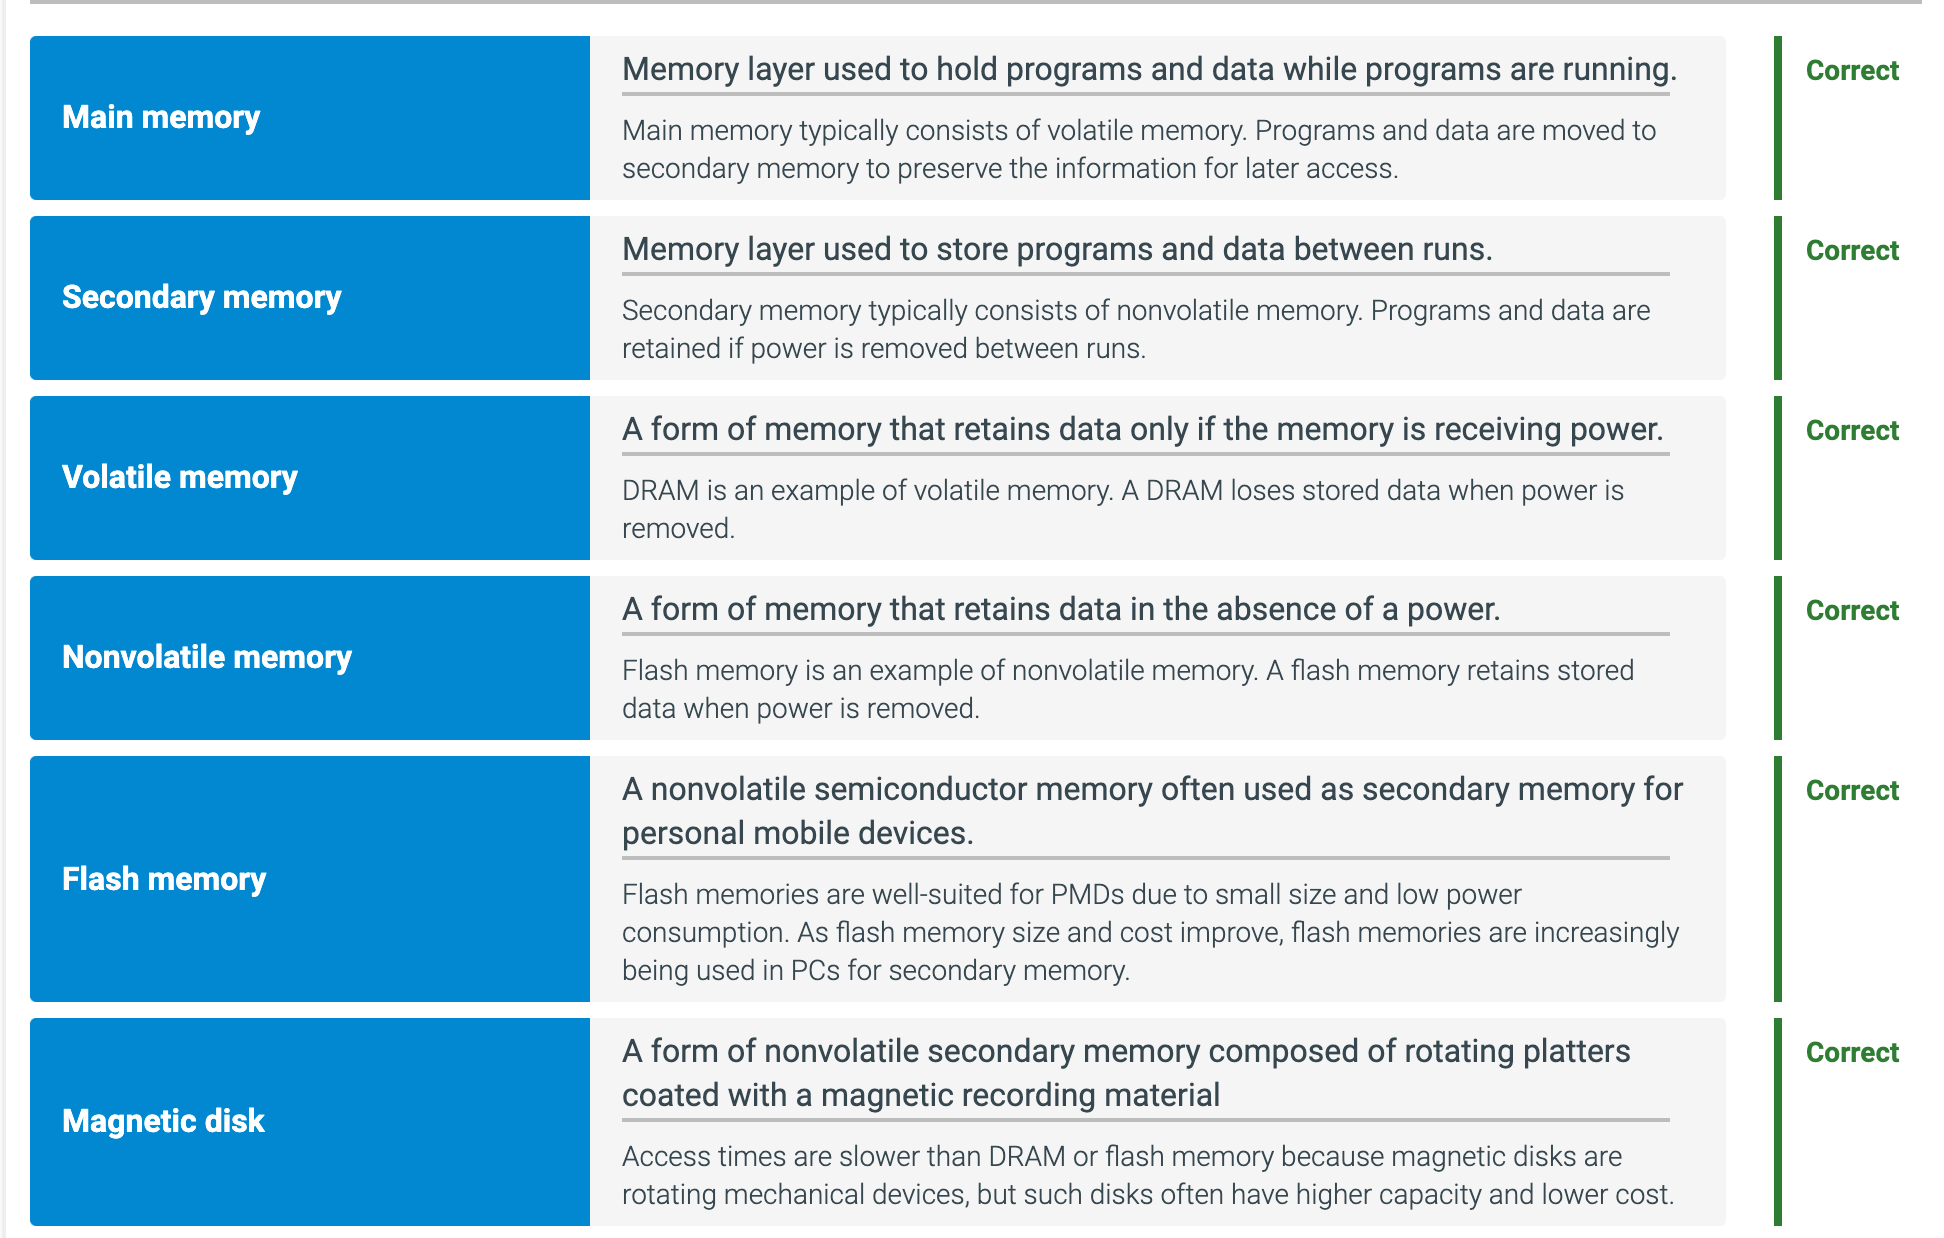 Main memory
Memory layer used to hold programs and data while programs are running.
Main memory typically consists of volatile memory. Programs and data are moved to
secondary memory to preserve the information for later access.
Correct
Secondary memory
Memory layer used to store programs and data between runs.
Secondary memory typically consists of nonvolatile memory. Programs and data are
retained if power is removed between runs.
Correct
Volatile memory
A form of memory that retains data only if the memory is receiving power.
DRAM is an example of volatile memory. A DRAM loses stored data when power is
removed.
Correct
Nonvolatile memory
A form of memory that retains data in the absence of a power.
Flash memory is an example of nonvolatile memory. A flash memory retains stored
data when power is removed.
Correct
Flash memory
A nonvolatile semiconductor memory often used as secondary memory for
personal mobile devices.
Flash memories are well-suited for PMDs due to small size and low power
consumption. As flash memory size and cost improve, flash memories are increasingly
being used in PCs for secondary memory.
Correct
Magnetic disk
A form of nonvolatile secondary memory composed of rotating platters
coated with a magnetic recording material
Access times are slower than DRAM or flash memory because magnetic disks are
rotating mechanical devices, but such disks often have higher capacity and lower cost.
Correct